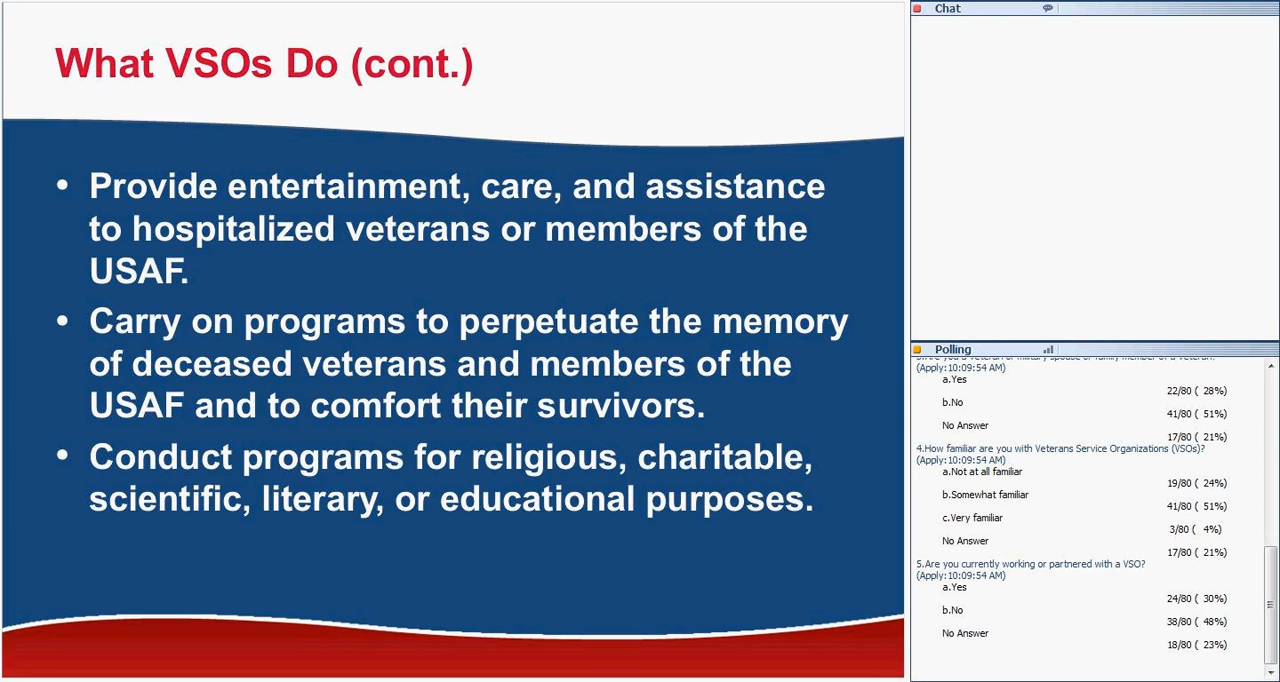 What VSOs Do (cont.)
• Provide entertainment, care, and assistance
to hospitalized veterans or members of the
USAF.
• Carry on programs to perpetuate the memory
of deceased veterans and members of the
USAF and to comfort their survivors.
• Conduct programs for religious, charitable,
scientific, literary, or educational purposes.
Chat
Polling
(Apply:10:09:54 AM)
a.Yes
22/80 ( 28%)
b.No
41/80 ( 51%)
No Answer
17/80 ( 21%)
4.How familiar are you with Veterans Service Organizations (VSOs)?
(Apply:10:09:54 AM)
a.Not at all familiar
19/80 ( 24%)
b.Somewhat familiar
41/80 ( 51%)
c.Very familiar
3/80 ( 4%)
No Answer
17/80 ( 21%)
5.Are you currently working or partnered with a VSO?
(Apply:10:09:54 AM)
a.Yes
24/80 ( 30%)
b.No
38/80 ( 48%)
No Answer
18/80 ( 23%)